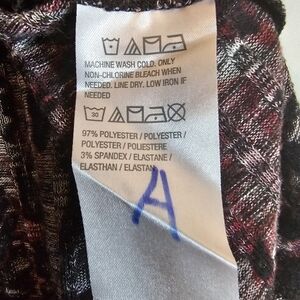 MACHINE WASH COLD. ONLY
NON-CHLORINE BLEACH WHEN
NEEDED. LINE DRY. LOW IRON IF
NEEDED
30
97% POLYESTER / POLYESTER /
POLYESTER / POLIESTERE
3% SPANDEX / ELASTANE /
ELASTHAN / ELASTAN
A